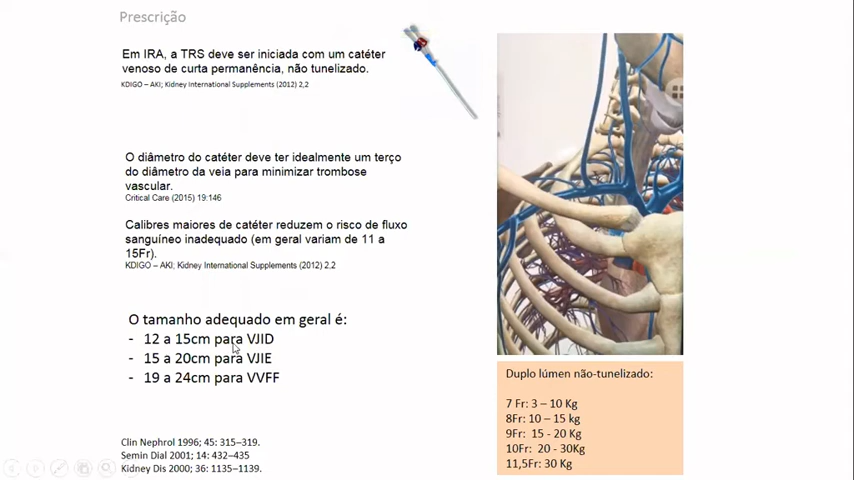 Prescrição
Em IRA, a TRS deve ser iniciada com um catéter
venoso de curta permanência, não tunelizado.
KDIGO – AKI; Kidney International Supplements (2012) 2,2
O diâmetro do catéter deve ter idealmente um terço
do diâmetro da veia para minimizar trombose
vascular.
Critical Care (2015) 19:146
Calibres maiores de catéter reduzem o risco de fluxo
sanguíneo inadequado (em geral variam de 11 a
15Fr).
KDIGO – AKI; Kidney International Supplements (2012) 2,2
O tamanho adequado em geral é:
- 12 a 15cm para VJID
- 15 a 20cm para VJIE
- 19 a 24cm para VVFF
Clin Nephrol 1996; 45: 315–319.
Semin Dial 2001; 14: 432–435
Kidney Dis 2000; 36: 1135–1139.
Duplo lúmen não-tunelizado:
7 Fr: 3 – 10 Kg
8Fr: 10 – 15 kg
9Fr: 15 - 20 Kg
10Fr: 20 - 30Kg
11,5Fr: 30 Kg